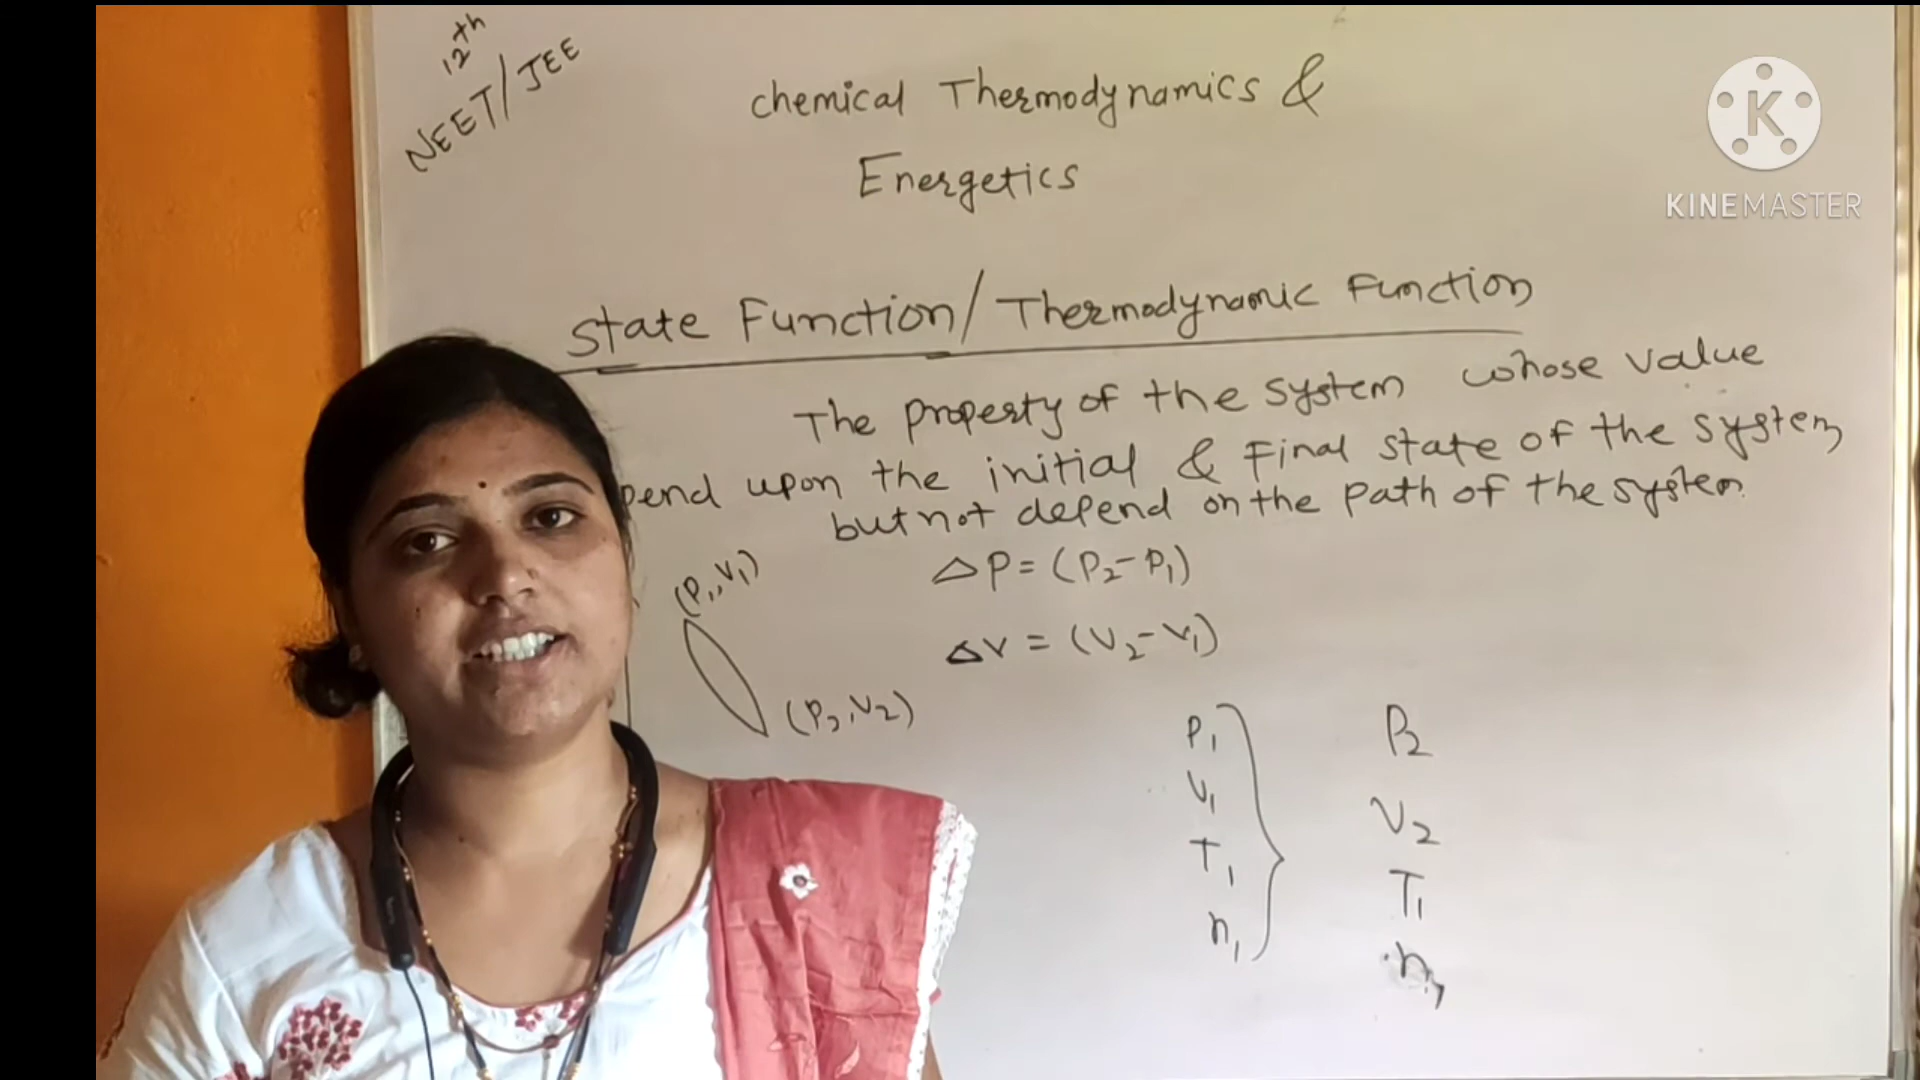 12th
NEET/JEE
chemical Thermodynamics &
Energetics
KINEMASTER
State Function/Thermodynamic Function
The property of the system whose value
pend upon the initial & Final state of the system
but not depend on the path of the system
(P1,V1)
ΔP=(P2-P1)
ΔV=(V2-V1)
(P2,V2)
P1
V1
T1
n1
P2
V2
T1